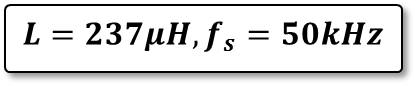 L = 237μH, fₛ = 50kHz